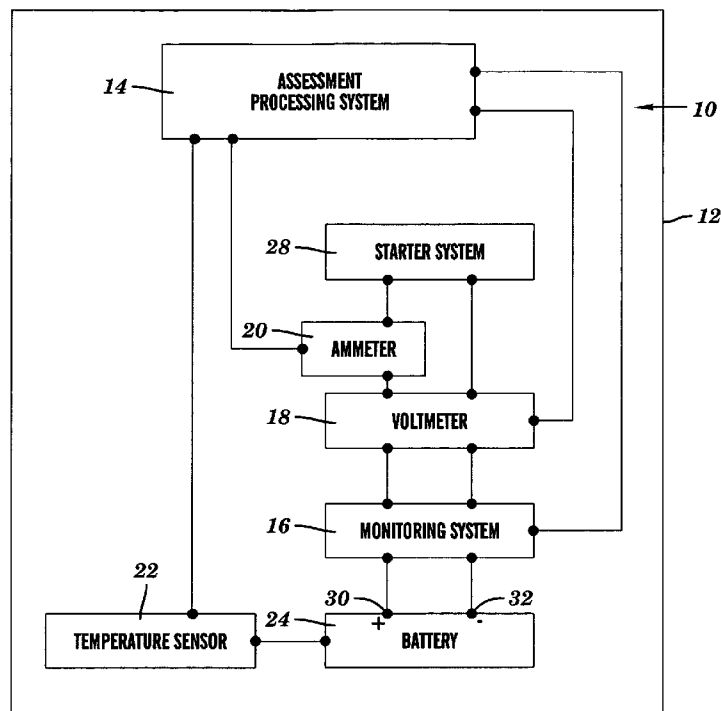 14
ASSESSMENT
PROCESSING SYSTEM
10
12
28
STARTER SYSTEM
20
AMMETER
18
VOLTMETER
16
MONITORING SYSTEM
22
TEMPERATURE SENSOR
24
30
32
+
-
BATTERY